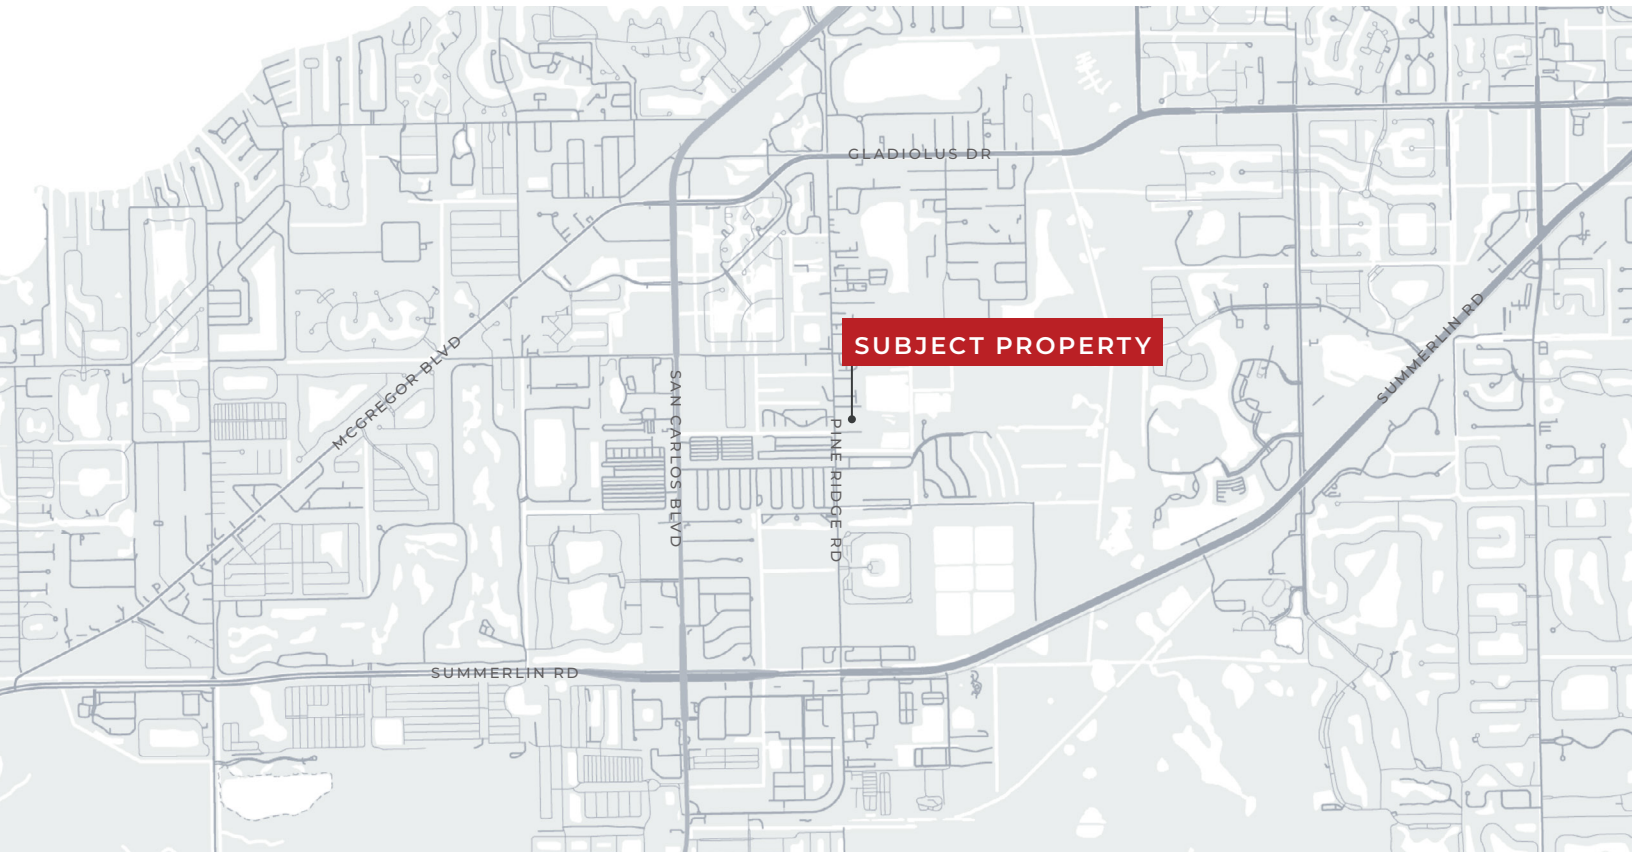 GLADIOLUS DR
SUBJECT PROPERTY
MCGREGOR BLVD
SAN CARLOS BLVD
PINE RIDGE RD
SUMMERLIN RD
SUMMERLIN RD